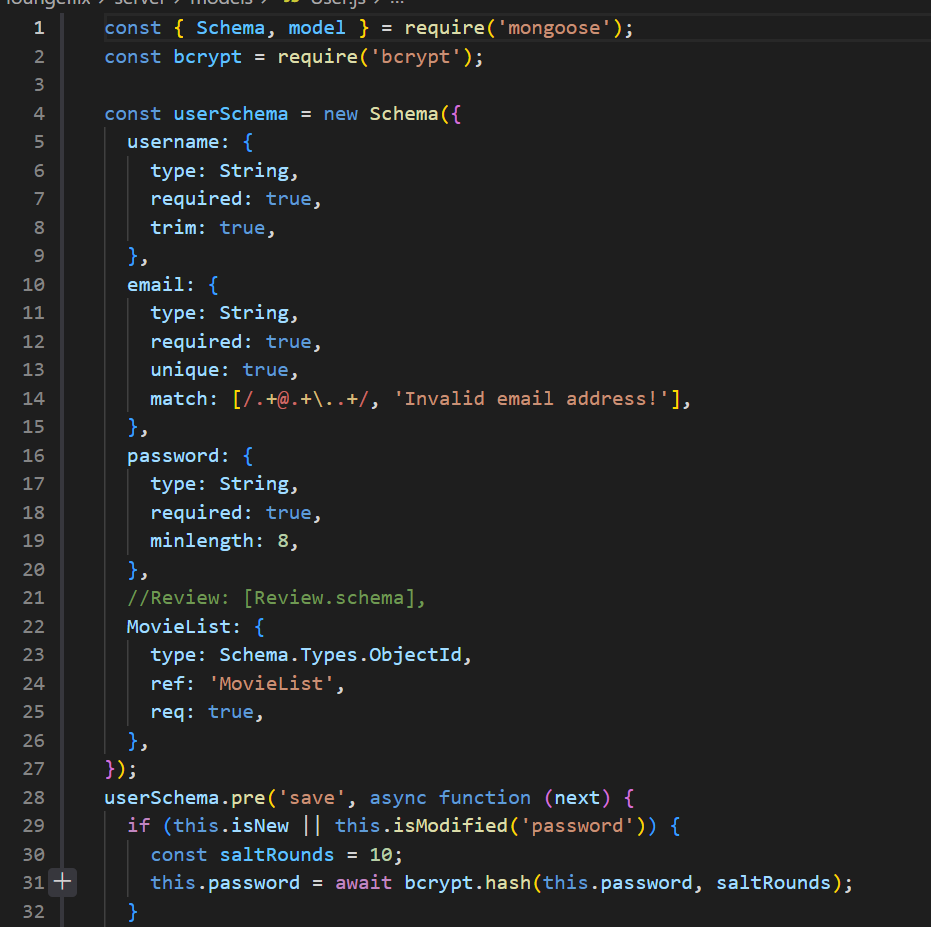 loungeflix > server > models > JS User.js > ...
1 const { Schema, model } = require('mongoose');
2 const bcrypt = require('bcrypt');
3
4 const userSchema = new Schema({
5 username: {
6 type: String,
7 required: true,
8 trim: true,
9 },
10 email: {
11 type: String,
12 required: true,
13 unique: true,
14 match: [/.+@.+\..+/, 'Invalid email address!'],
15 },
16 password: {
17 type: String,
18 required: true,
19 minlength: 8,
20 },
21 //Review: [Review.schema],
22 MovieList: {
23 type: Schema.Types.ObjectId,
24 ref: 'MovieList',
25 req: true,
26 },
27 });
28 userSchema.pre('save', async function (next) {
29 if (this.isNew || this.isModified('password')) {
30 const saltRounds = 10;
31 this.password = await bcrypt.hash(this.password, saltRounds);
32 }